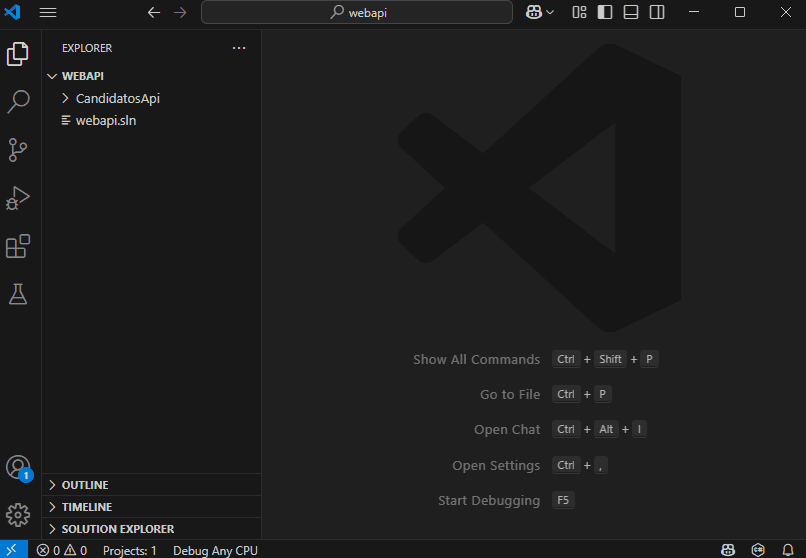 webapi
EXPLORER
WEBAPI
CandidatosApi
webapi.sln
Show All Commands Ctrl + Shift + P
Go to File Ctrl + P
Open Chat Ctrl + Alt + I
Open Settings Ctrl + ,
Start Debugging F5
1
OUTLINE
TIMELINE
SOLUTION EXPLORER
0 0 Projects: 1 Debug Any CPU